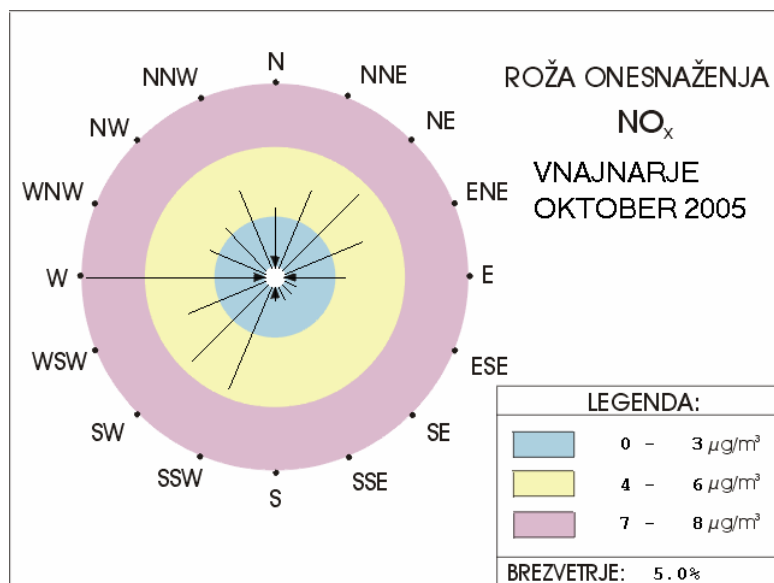 ROŽA ONESNAŽENJA
NOx
VNAJNARJE
OKTOBER 2005
N
NNE
NE
ENE
E
ESE
SE
SSE
S
SSW
SW
WSW
W
WNW
NW
NNW
LEGENDA:
0 - 3 µg/m³
4 - 6 µg/m³
7 - 8 µg/m³
BREZVETRJE: 5.0%